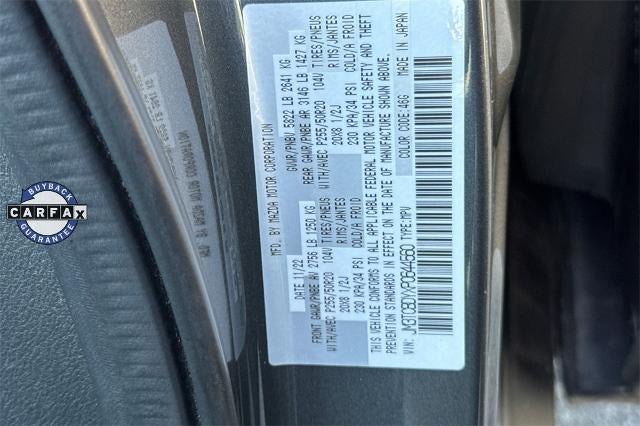 MFD. BY MAZDA MOTOR CORPORATION
DATE 11/22 GVWR/PNBV 5822 LB 2641 KG
FRONT GAWR/PNBE AV 2756 LB 1250 KG REAR GAWR/PNBE AR 3146 LB 1427 KG
WITH/AVEC P255/50R20 104V TIRES/PNEUS WITH/AVEC P255/50R20 104V TIRES/PNEUS
20X8 1/2J RIMS/JANTES 20X8 1/2J RIMS/JANTES
230 KPA/34 PSI COLD/A FROID 230 KPA/34 PSI COLD/A FROID
THIS VEHICLE CONFORMS TO ALL APPLICABLE FEDERAL MOTOR VEHICLE SAFETY AND THEFT
PREVENTION STANDARDS IN EFFECT ON THE DATE OF MANUFACTURE SHOWN ABOVE.
VIN: JM3TCBDY4P0644560 TYPE:MPV COLOR CODE:46G MADE IN JAPAN
BUYBACK
CARFAX
GUARANTEE